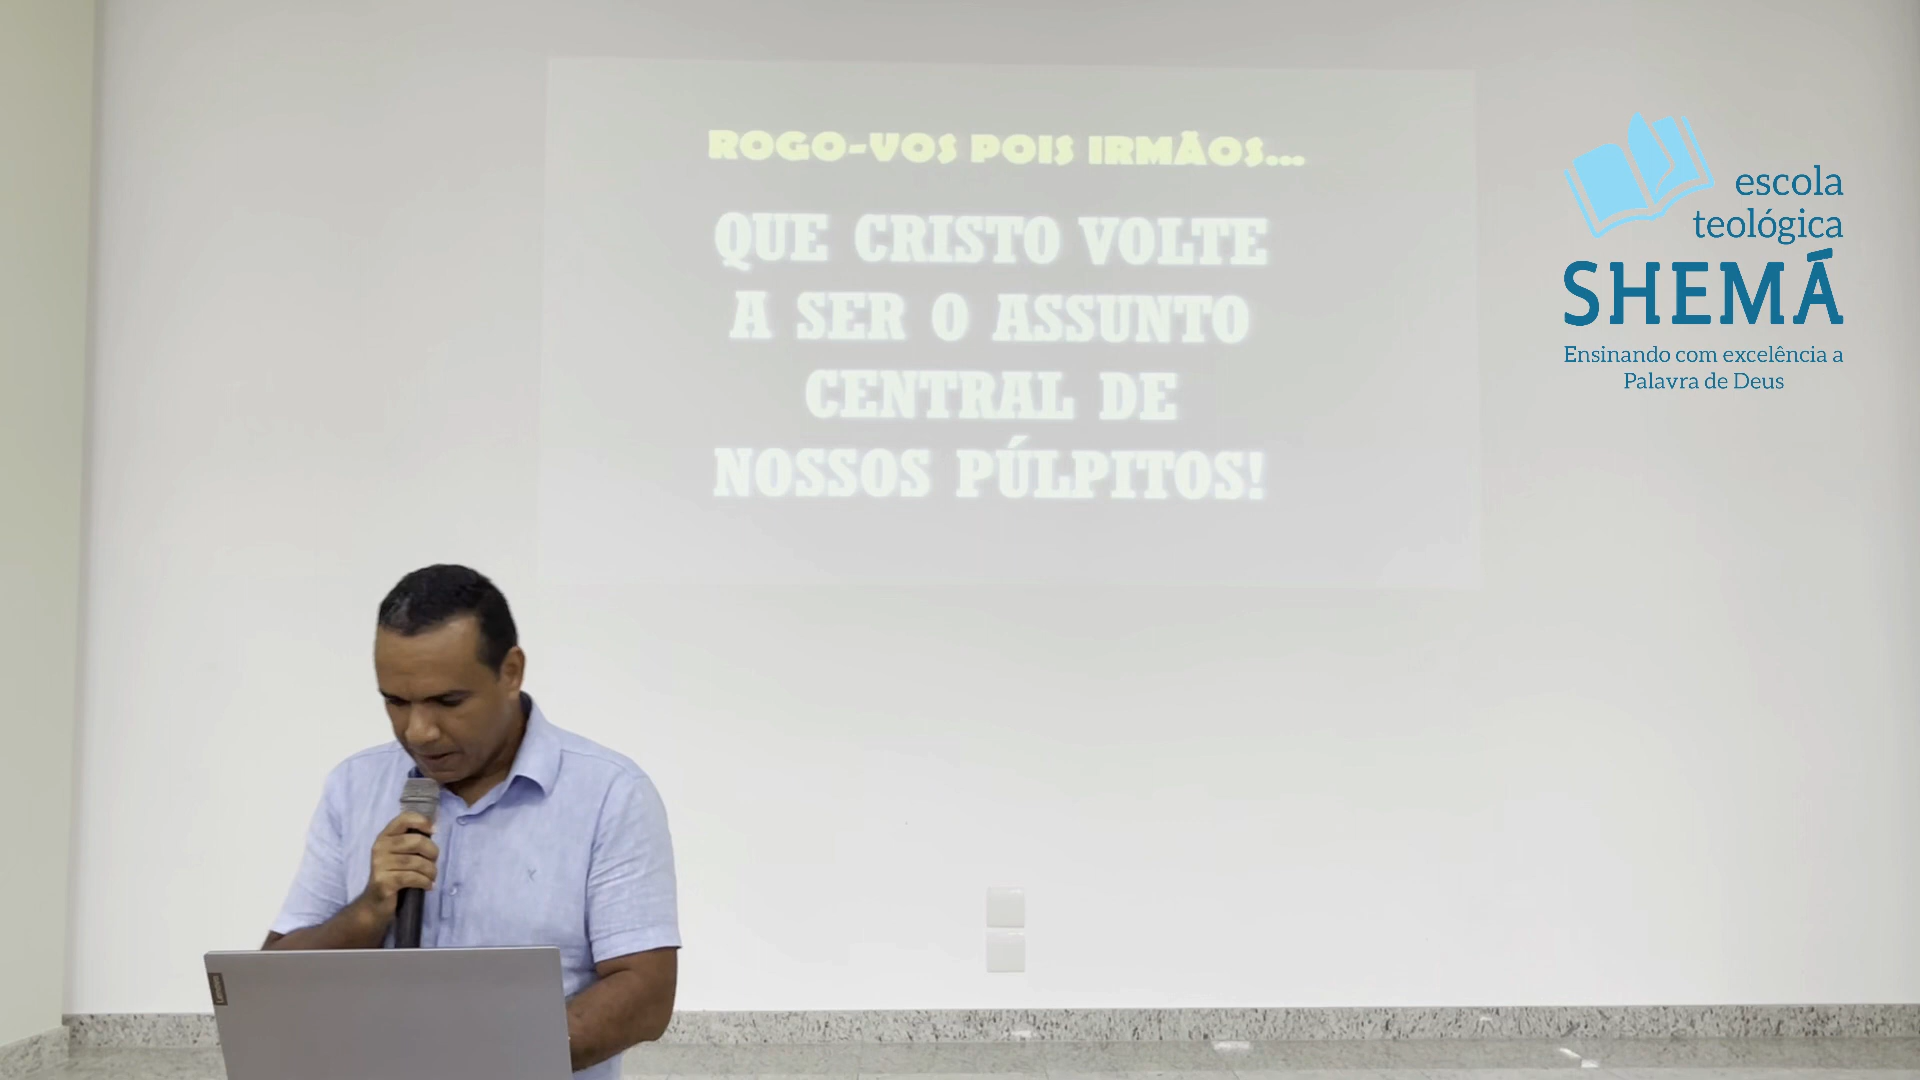 ROGO-VOS POIS IRMÃOS...
QUE CRISTO VOLTE
A SER O ASSUNTO
CENTRAL DE
NOSSOS PÚLPITOS!
escola
teológica
SHEMÁ
Ensinando com excelência a
Palavra de Deus
Lenovo